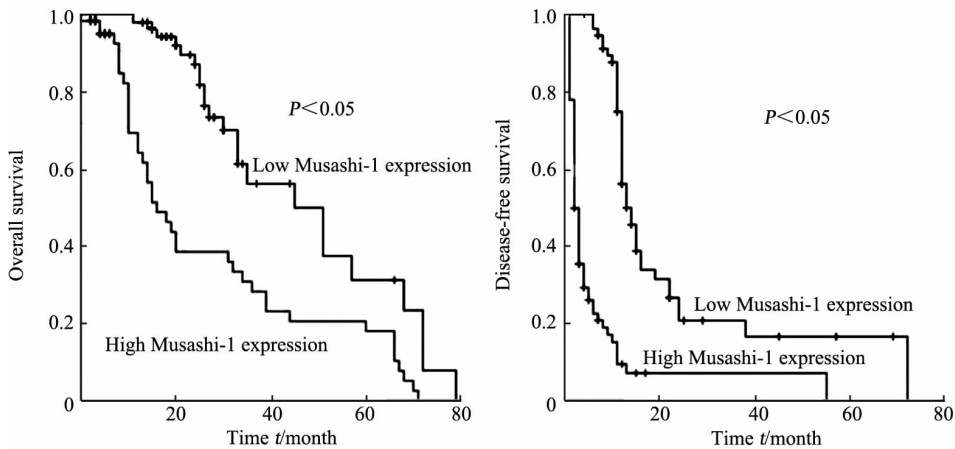 1.0
0.8
0.6
0.4
0.2
0
Overall survival
P<0.05
Low Musashi-1 expression
High Musashi-1 expression
20
40
60
80
Time t/month
1.0
0.8
0.6
0.4
0.2
0
Disease-free survival
P<0.05
Low Musashi-1 expression
High Musashi-1 expression
20
40
60
80
Time t/month